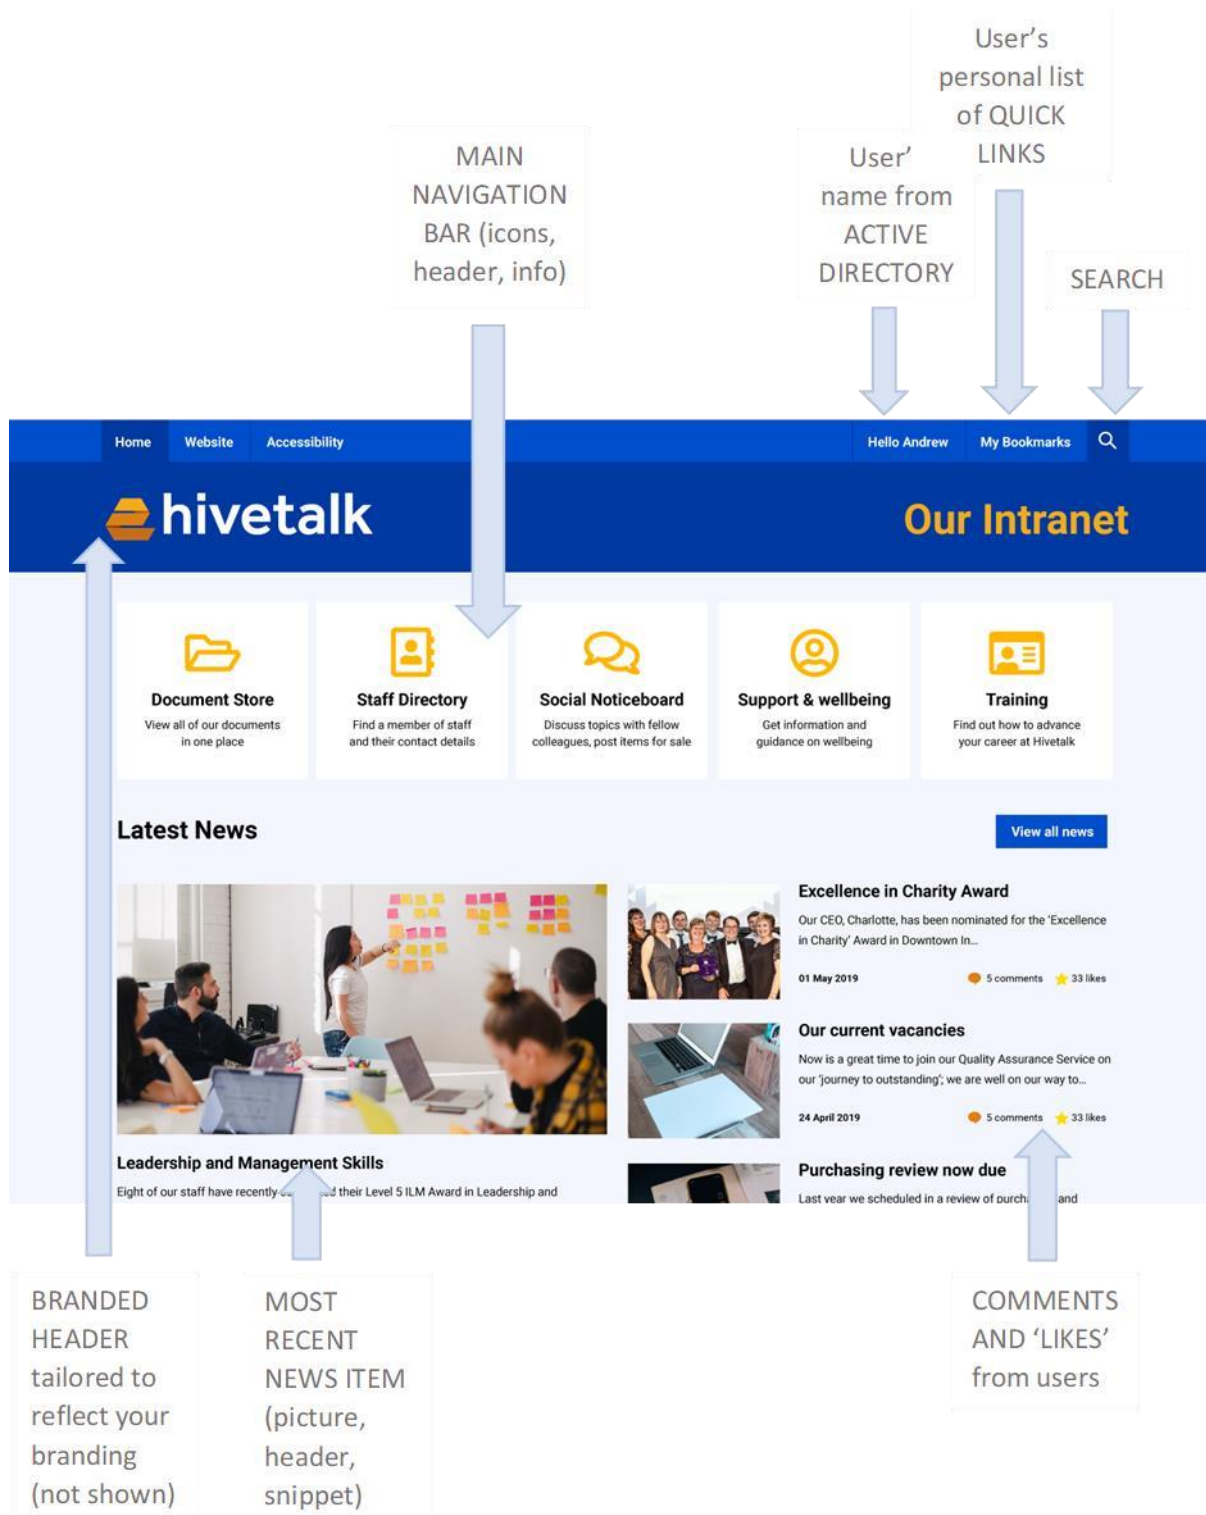 User's
personal list
of QUICK
LINKS
MAIN
NAVIGATION
BAR (icons,
header, info)
User'
name from
ACTIVE
DIRECTORY
SEARCH
Home
Website
Accessibility
Hello Andrew
My Bookmarks
hivetalk
Our Intranet
Document Store
View all of our documents
in one place
Staff Directory
Find a member of staff
and their contact details
Social Noticeboard
Discuss topics with fellow
colleagues, post items for sale
Support & wellbeing
Get information and
guidance on wellbeing
Training
Find out how to advance
your career at Hivetalk
Latest News
View all news
Excellence in Charity Award
Our CEO, Charlotte, has been nominated for the 'Excellence
in Charity' Award in Downtown In...
01 May 2019
5 comments
33 likes
Our current vacancies
Now is a great time to join our Quality Assurance Service on
our 'journey to outstanding'; we are well on our way to...
24 April 2019
5 comments
33 likes
Leadership and Management Skills
Eight of our staff have recently their Level 5 ILM Award in Leadership and
Purchasing review now due
Last year we scheduled in a review of and
BRANDED
HEADER
tailored to
reflect your
branding
(not shown)
MOST
RECENT
NEWS ITEM
(picture,
header,
snippet)
COMMENTS
AND 'LIKES'
from users